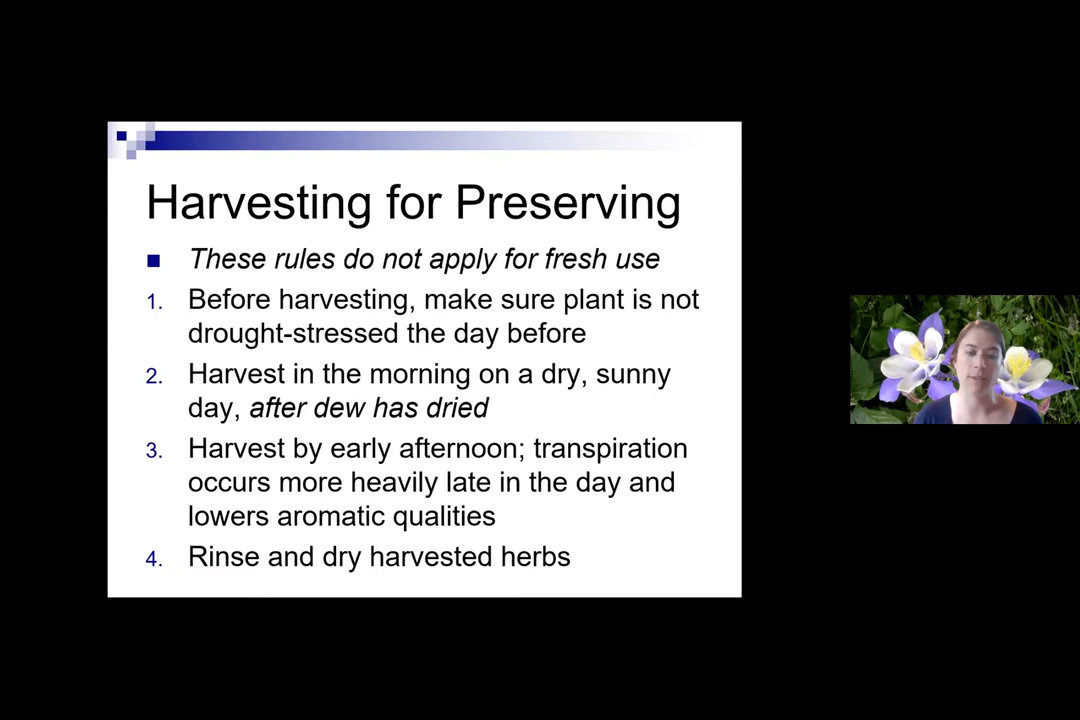 Harvesting for Preserving
These rules do not apply for fresh use
1. Before harvesting, make sure plant is not
drought-stressed the day before
2. Harvest in the morning on a dry, sunny
day, after dew has dried
3. Harvest by early afternoon; transpiration
occurs more heavily late in the day and
lowers aromatic qualities
4. Rinse and dry harvested herbs